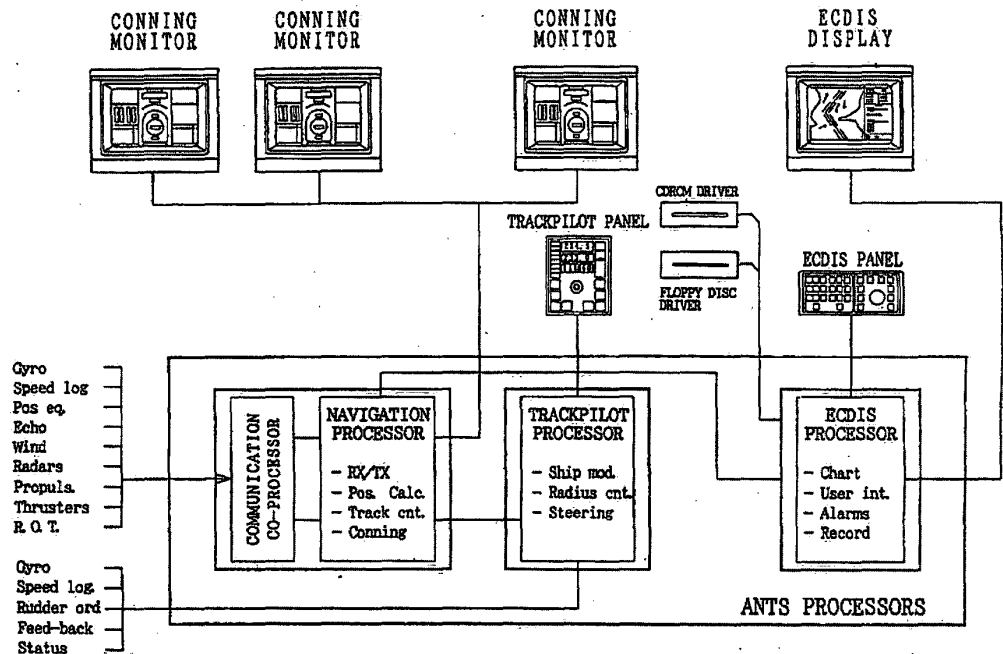 CONNING
MONITOR
CONNING
MONITOR
CONNING
MONITOR
ECDIS
DISPLAY
CDROM DRIVER
TRACKPILOT PANEL
ECDIS PANEL
FLOPPY DISC
DRIVER
Gyro
Speed log
Pos eq.
Echo
Wind
Radars
Propuls.
Thrusters
R.O.T.
COMMUNICATION
CO-PROCESSOR
NAVIGATION
PROCESSOR
- RX/TX
- Pos. Calc.
- Track cnt.
- Conning
TRACKPILOT
PROCESSOR
- Ship mod.
- Radius cnt.
- Steering
ECDIS
PROCESSOR
- Chart
- User int.
- Alarms
- Record
Gyro
Speed log.
Rudder ord
Feed-back
Status
ANTS PROCESSORS